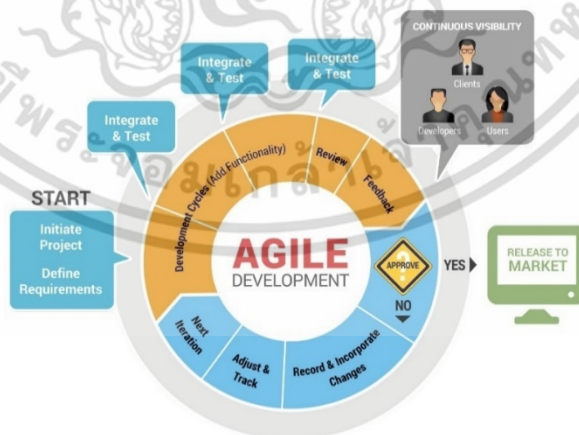 CONTINUOUS VISIBILITY
Clients
Developers
Users
Integrate
& Test
Integrate
& Test
Integrate
& Test
START
Initiate
Project
Define
Requirements
Development Cycles (Add Functionality)
Review
Feedback
AGILE
DEVELOPMENT
?
APPROVE
YES
NO
RELEASE TO
MARKET
Record & Incorporate
Changes
Adjust &
Track
Next
Iteration